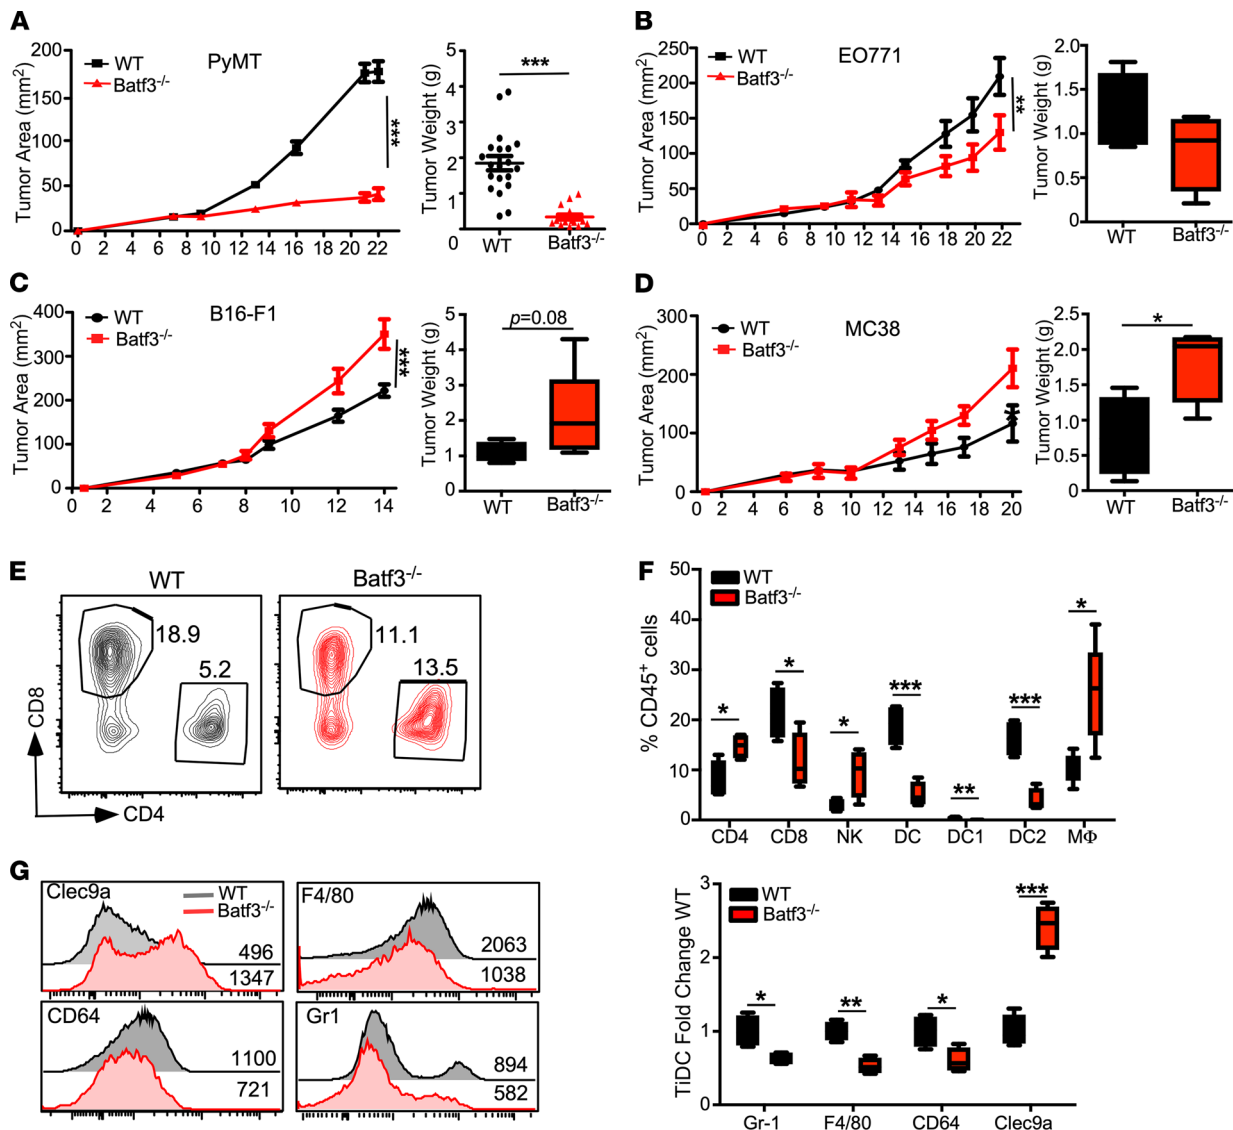 A
PyMT
WT
Batf3-/-
Tumor Area (mm2)
200
150
100
50
0
0 2 4 6 8 10 12 14 16 18 20 22
***
Tumor Weight (g)
5
4
3
2
1
0
***
WT Batf3-/-
B
EO771
WT
Batf3-/-
Tumor Area (mm2)
250
200
150
100
50
0
0 2 4 6 8 10 12 14 16 18 20 22
**
Tumor Weight (g)
2.0
1.5
1.0
0.5
0
WT Batf3-/-
C
B16-F1
WT
Batf3-/-
Tumor Area (mm2)
400
300
200
100
0
0 2 4 6 8 10 12 14
***
Tumor Weight (g)
5
4
3
2
1
0
p=0.08
WT Batf3-/-
D
MC38
WT
Batf3-/-
Tumor Area (mm2)
300
200
100
0
0 2 4 6 8 10 12 14 16 18 20
*
Tumor Weight (g)
2.5
2.0
1.5
1.0
0.5
0
*
WT Batf3-/-
E
WT Batf3-/-
18.9
5.2
11.1
13.5
CD8
CD4
F
WT
Batf3-/-
% CD45+ cells
50
40
30
20
10
0
* * * *** ** *** *
CD4 CD8 NK DC DC1 DC2 MΦ
G
Clec9a
WT
Batf3-/-
496
1347
F4/80
2063
1038
CD64
1100
721
Gr1
894
582
WT
Batf3-/-
TiDC Fold Change WT
3
2
1
0
* ** * ***
Gr-1 F4/80 CD64 Clec9a